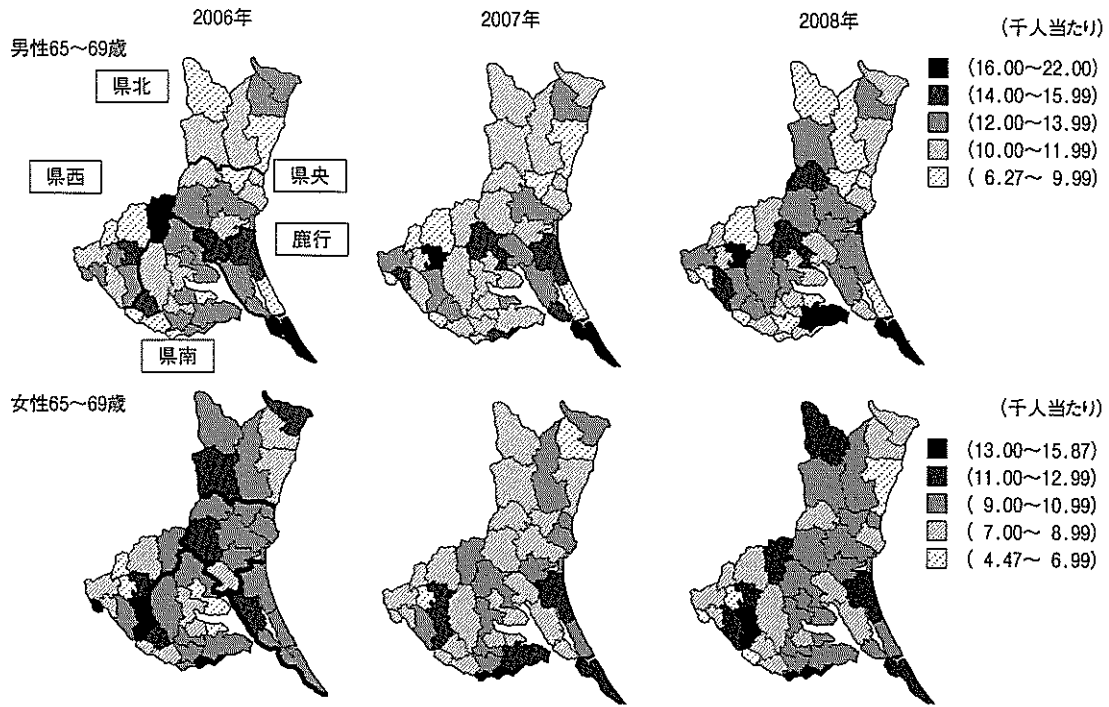 2006年
2007年
2008年
(千人当たり)
男性65〜69歳
(16.00〜22.00)
(14.00〜15.99)
(12.00〜13.99)
(10.00〜11.99)
( 6.27〜 9.99)
県北
県西
県央
鹿行
県南
女性65〜69歳
(千人当たり)
(13.00〜15.87)
(11.00〜12.99)
( 9.00〜10.99)
( 7.00〜 8.99)
( 4.47〜 6.99)